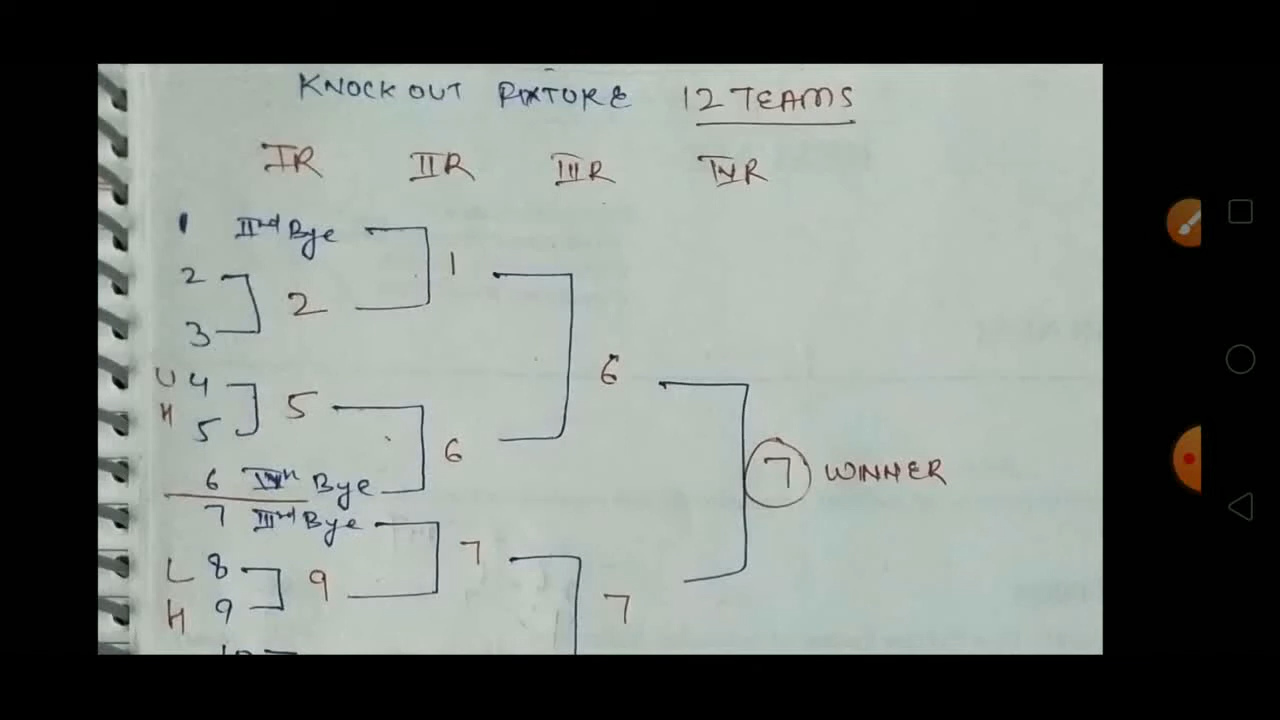 KNOCK OUT FIXTURE 12 TEAMS
IR IIR IIIR IVR
1 IInd Bye
1
2
2
3
6
U 4
5
H 5
6
6 IVth Bye
7 WINNER
7 IIIrd Bye
7
L 8
9
H 9
7
10